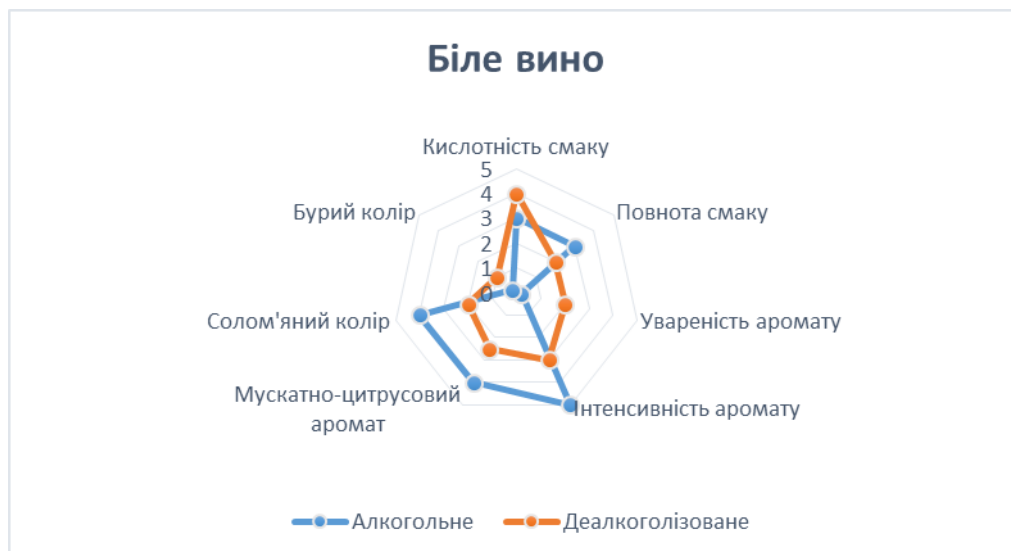 Біле вино
Кислотність смаку
5
4
3
2
1
0
Повнота смаку
Увареність аромату
Інтенсивність аромату
Мускатно-цитрусовий
аромат
Солом'яний колір
Бурий колір
Алкогольне
Деалкоголізоване